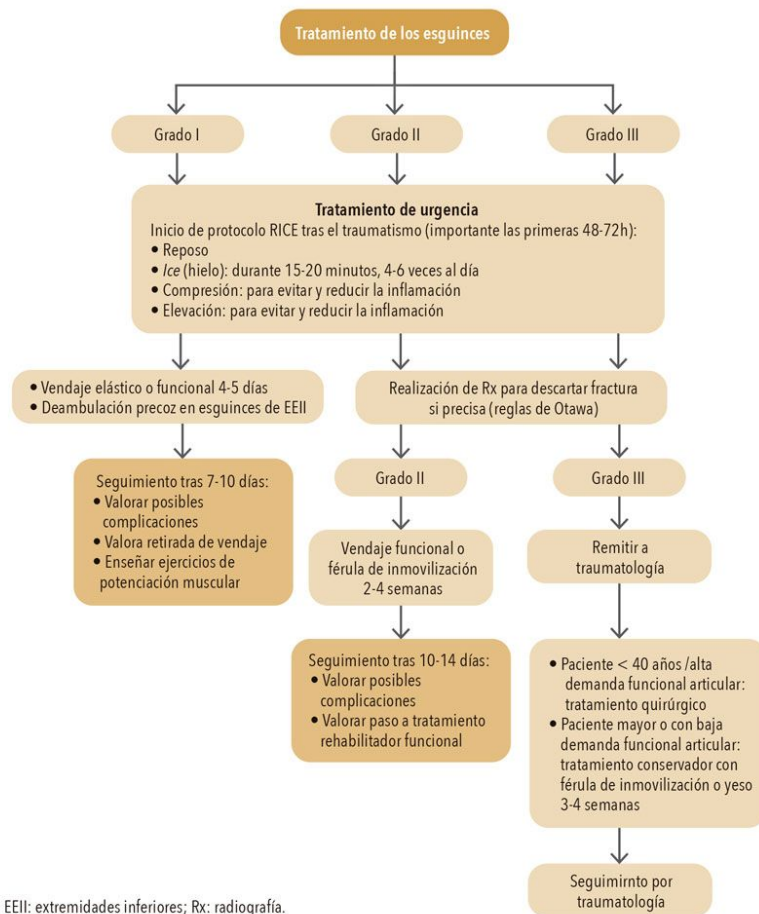 Tratamiento de los esguinces
Grado I
Grado II
Grado III
Tratamiento de urgencia
Inicio de protocolo RICE tras el traumatismo (importante las primeras 48-72h):
• Reposo
• Ice (hielo): durante 15-20 minutos, 4-6 veces al día
• Compresión: para evitar y reducir la inflamación
• Elevación: para evitar y reducir la inflamación
• Vendaje elástico o funcional 4-5 días
• Deambulación precoz en esguinces de EEII
Realización de Rx para descartar fractura
si precisa (reglas de Otawa)
Seguimiento tras 7-10 días:
• Valorar posibles
complicaciones
• Valora retirada de vendaje
• Enseñar ejercicios de
potenciación muscular
Grado II
Grado III
Vendaje funcional o
férula de inmovilización
2-4 semanas
Remitir a
traumatología
Seguimiento tras 10-14 días:
• Valorar posibles
complicaciones
• Valorar paso a tratamiento
rehabilitador funcional
• Paciente < 40 años /alta
demanda funcional articular:
tratamiento quirúrgico
• Paciente mayor o con baja
demanda funcional articular:
tratamiento conservador con
férula de inmovilización o yeso
3-4 semanas
Seguimirnto por
traumatología
EEII: extremidades inferiores; Rx: radiografía.